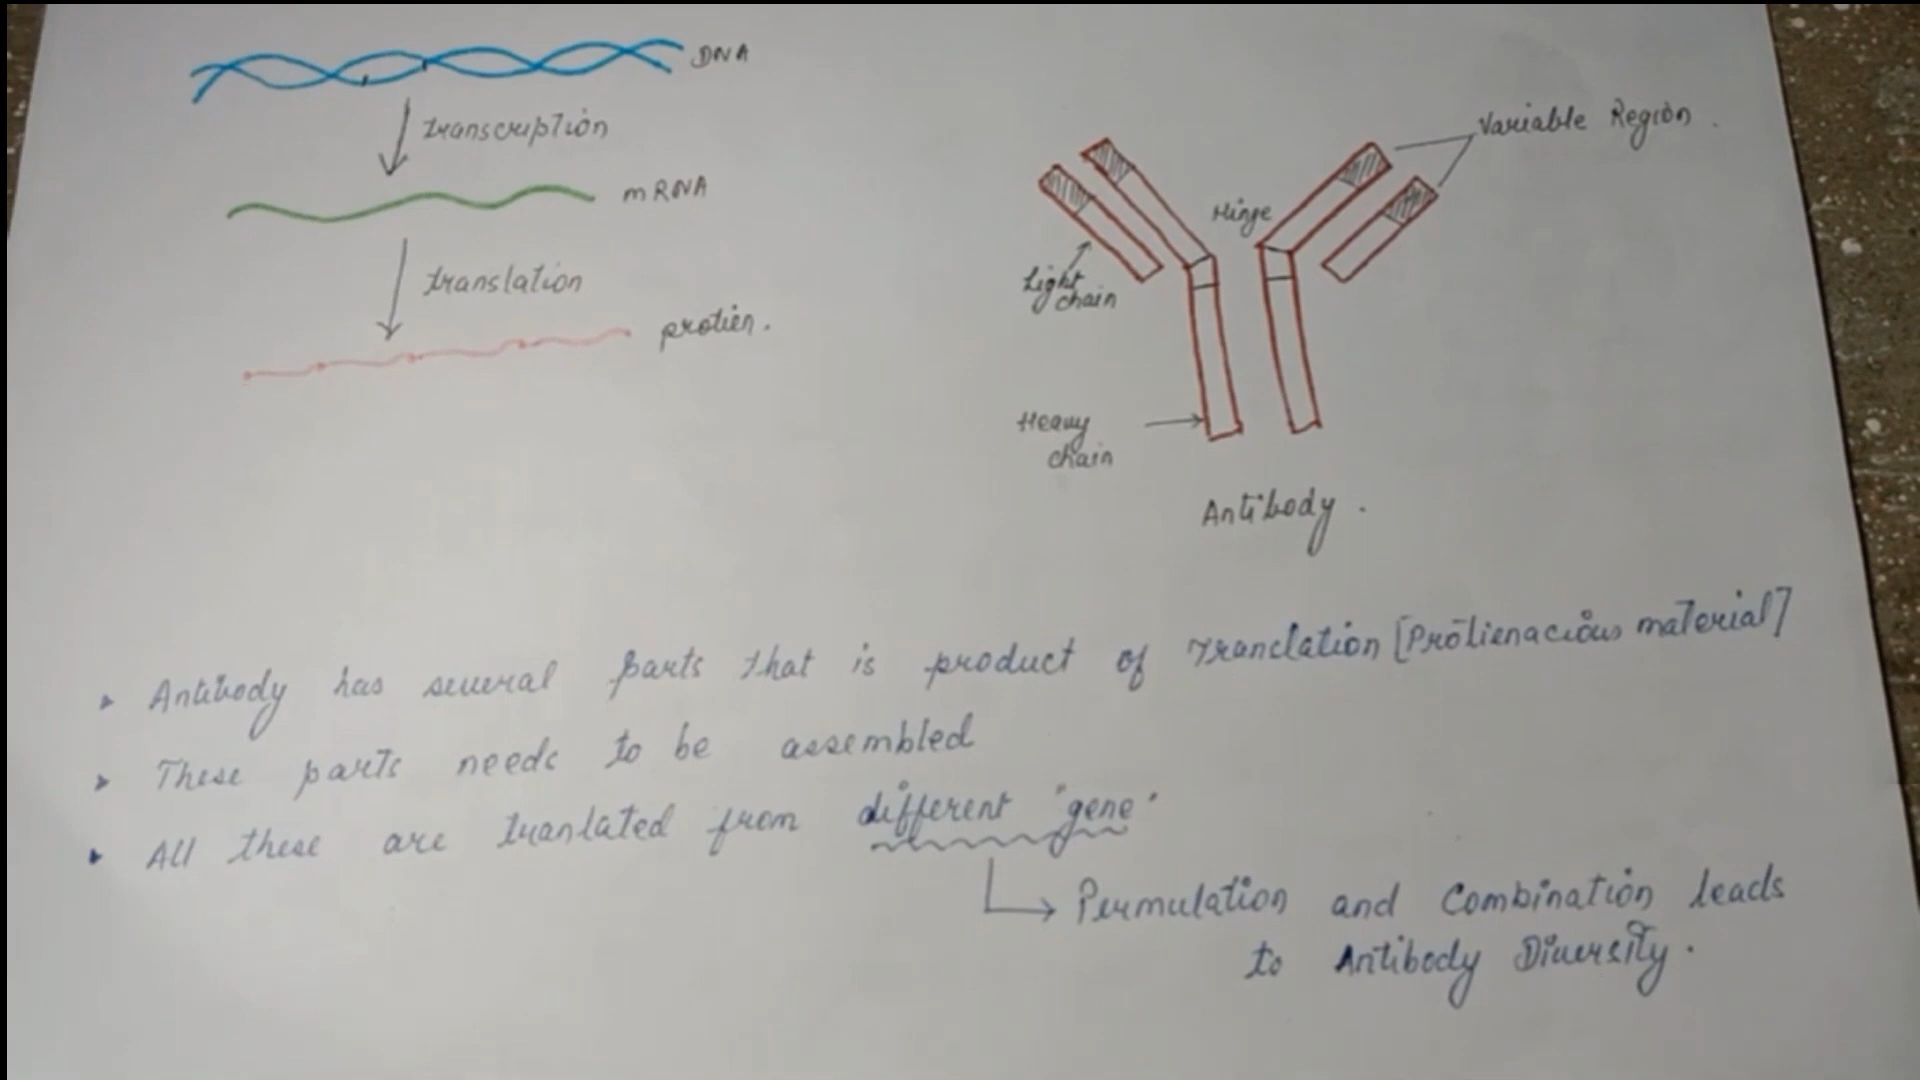 DNA
transcription
mRNA
translation
protien.
Variable Region.
Hinge
Light
chain
Heavy
chain
Antibody.
Antibody has several parts that is product of Tranclation [Protienacious material]
These parts needs to be assembled
All these are tranlated from different 'gene'
Permulation and Combination leads
to Antibody Diversity.